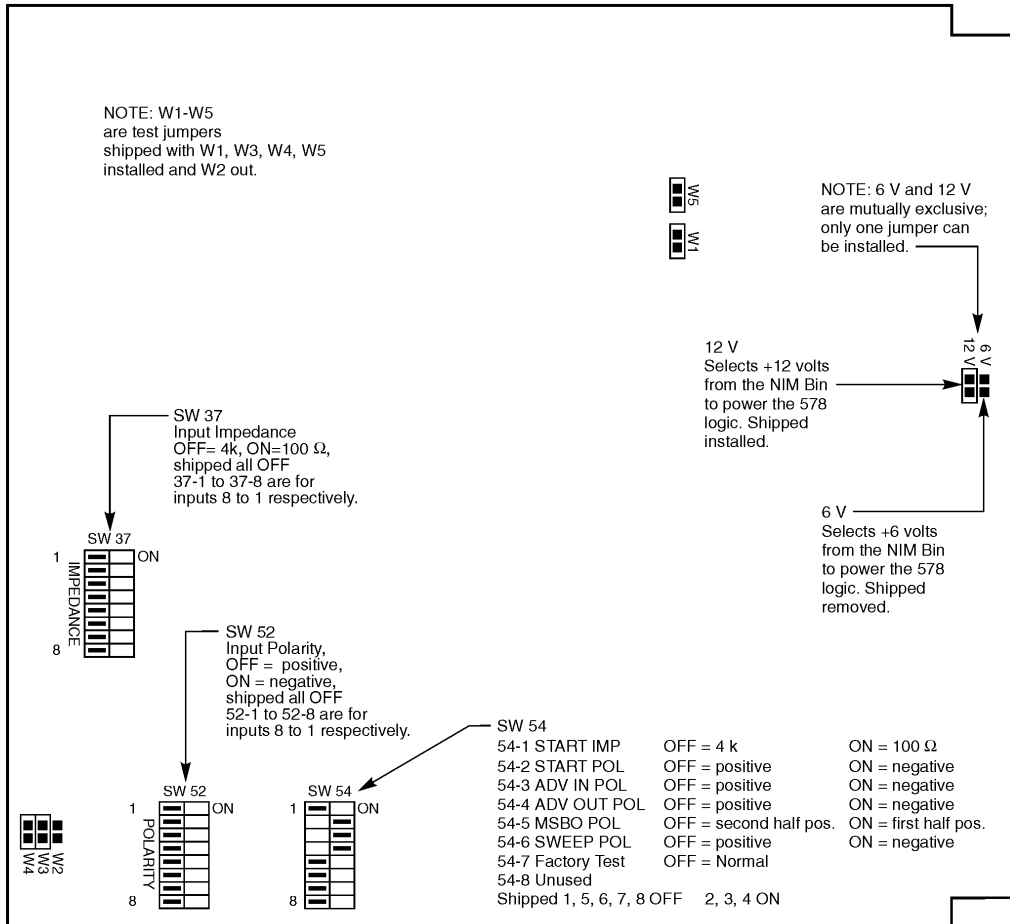 NOTE: W1-W5
are test jumpers
shipped with W1, W3, W4, W5
installed and W2 out.
W5
W1
NOTE: 6 V and 12 V
are mutually exclusive;
only one jumper can
be installed.
6 V
12 V
12 V
Selects +12 volts
from the NIM Bin
to power the 578
logic. Shipped
installed.
6 V
Selects +6 volts
from the NIM Bin
to power the 578
logic. Shipped
removed.
SW 37
Input Impedance
OFF= 4k, ON=100 Ω,
shipped all OFF
37-1 to 37-8 are for
inputs 8 to 1 respectively.
SW 37
1 ON
IMPEDANCE
8
SW 52
Input Polarity,
OFF = positive,
ON = negative,
shipped all OFF
52-1 to 52-8 are for
inputs 8 to 1 respectively.
SW 52
1 ON
POLARITY
8
SW 54
1 ON
8
W2
W3
W4
SW 54
54-1 START IMP OFF = 4 k ON = 100 Ω
54-2 START POL OFF = positive ON = negative
54-3 ADV IN POL OFF = positive ON = negative
54-4 ADV OUT POL OFF = positive ON = negative
54-5 MSBO POL OFF = second half pos. ON = first half pos.
54-6 SWEEP POL OFF = positive ON = negative
54-7 Factory Test OFF = Normal
54-8 Unused
Shipped 1, 5, 6, 7, 8 OFF 2, 3, 4 ON